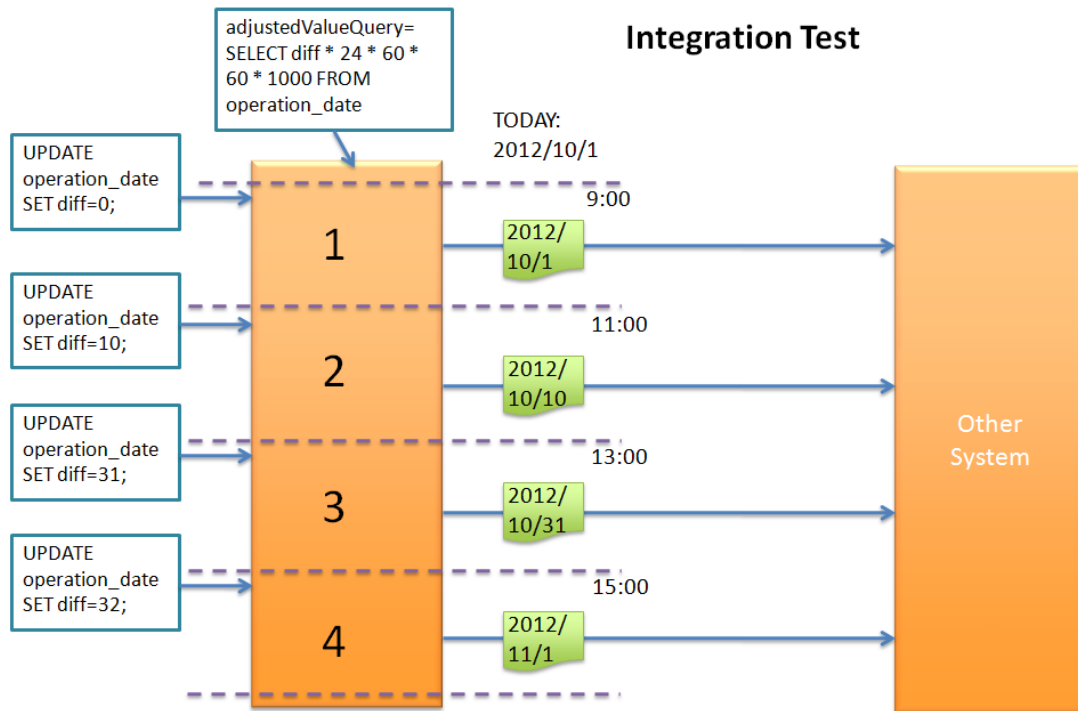 adjustedValueQuery=
SELECT diff * 24 * 60 *
60 * 1000 FROM
operation_date
Integration Test
TODAY:
2012/10/1
UPDATE
operation_date
SET diff=0;
9:00
1
2012/
10/1
UPDATE
operation_date
SET diff=10;
11:00
2
2012/
10/10
UPDATE
operation_date
SET diff=31;
13:00
3
2012/
10/31
UPDATE
operation_date
SET diff=32;
15:00
4
2012/
11/1
Other
System